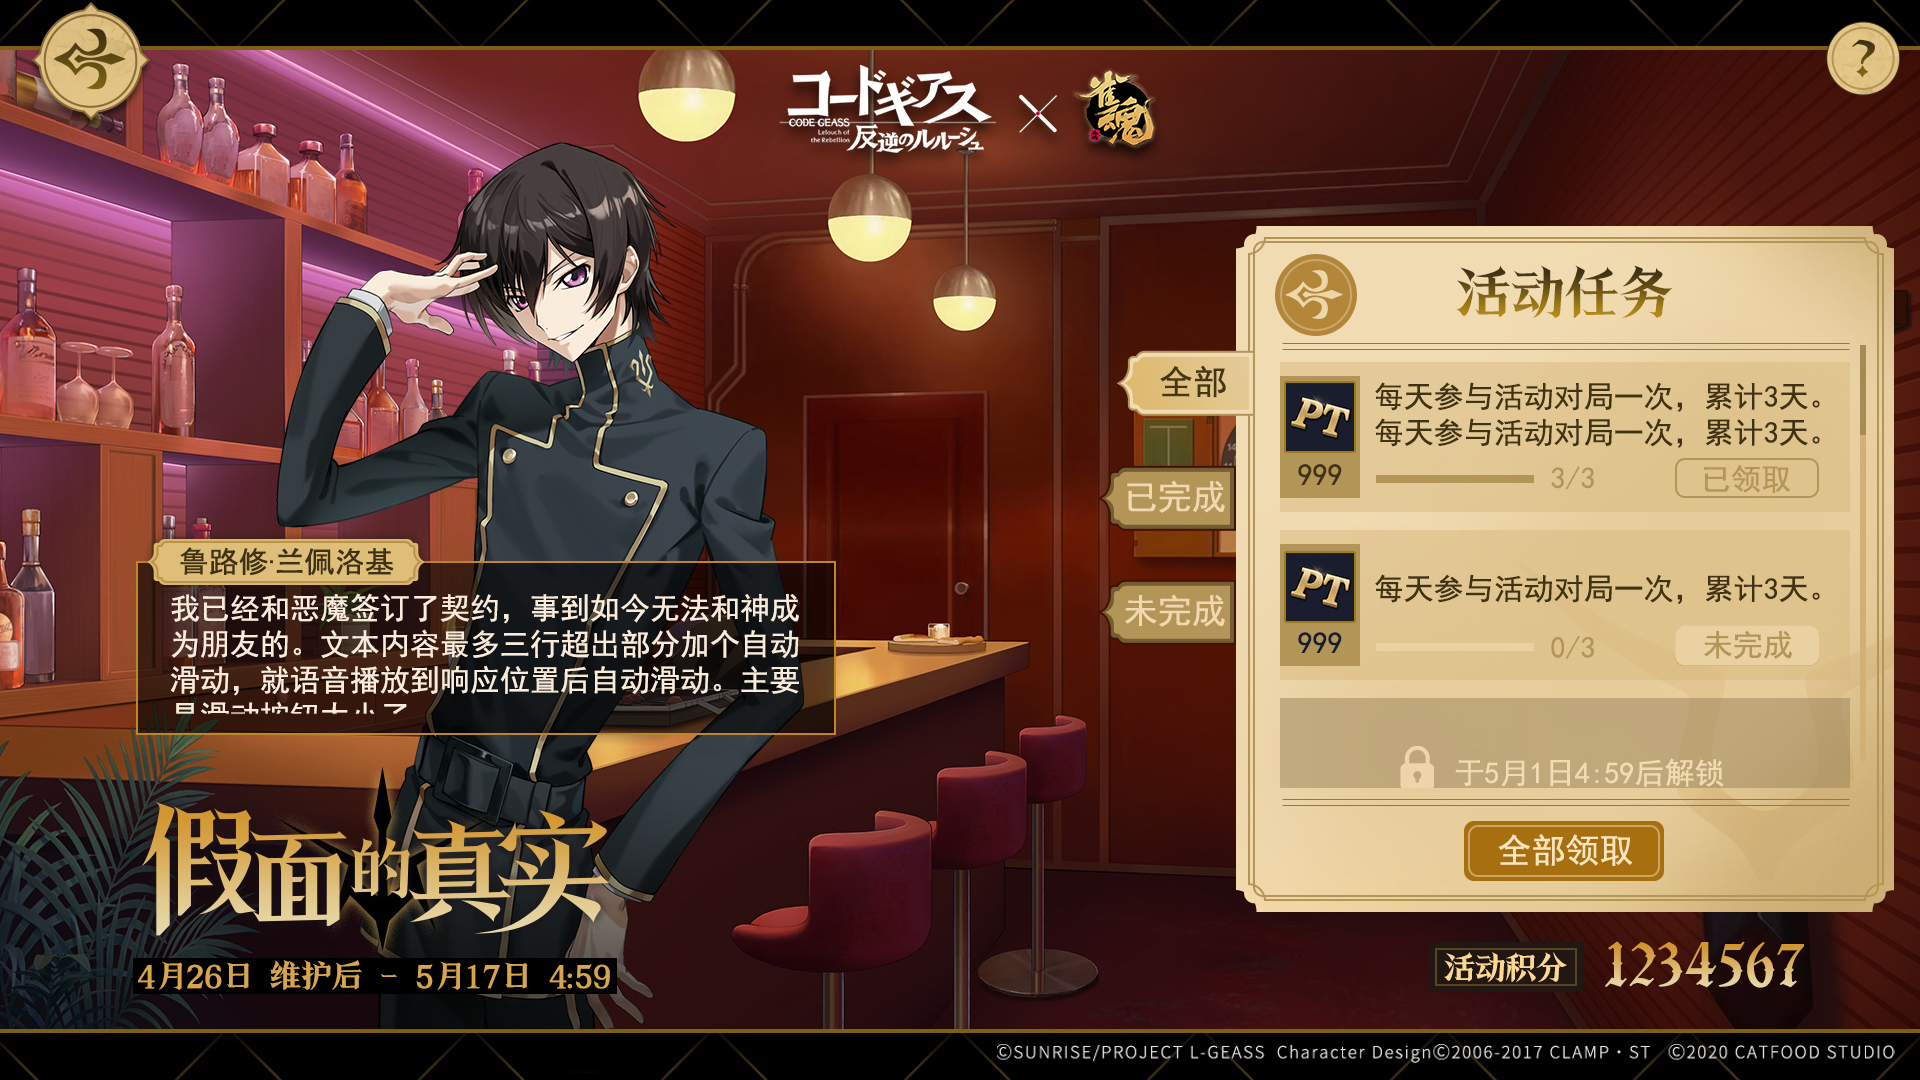 コードギアス
CODE GEASS
Lelouch of
the Rebellion
反逆のルルーシュ
雀魂
?
活动任务
全部
已完成
未完成
PT
999
每天参与活动对局一次，累计3天。
每天参与活动对局一次，累计3天。
3/3
已领取
PT
999
每天参与活动对局一次，累计3天。
0/3
未完成
于5月1日4:59后解锁
全部领取
鲁路修·兰佩洛基
我已经和恶魔签订了契约，事到如今无法和神成
为朋友的。文本内容最多三行超出部分加个自动
滑动，就语音播放到响应位置后自动滑动。主要
是滑动按钮大小了
假面的真实
4月26日 维护后 - 5月17日 4:59
活动积分
1234567
©SUNRISE/PROJECT L-GEASS Character Design©2006-2017 CLAMP・ST ©2020 CATFOOD STUDIO